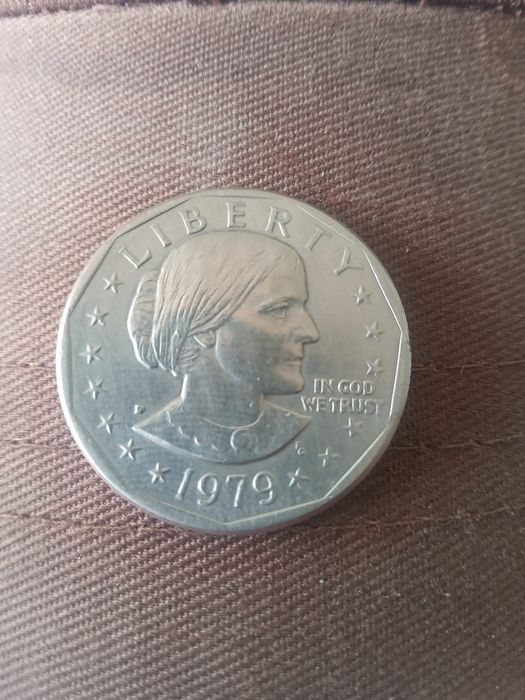 LIBERTY
IN GOD
WE TRUST
P
1979